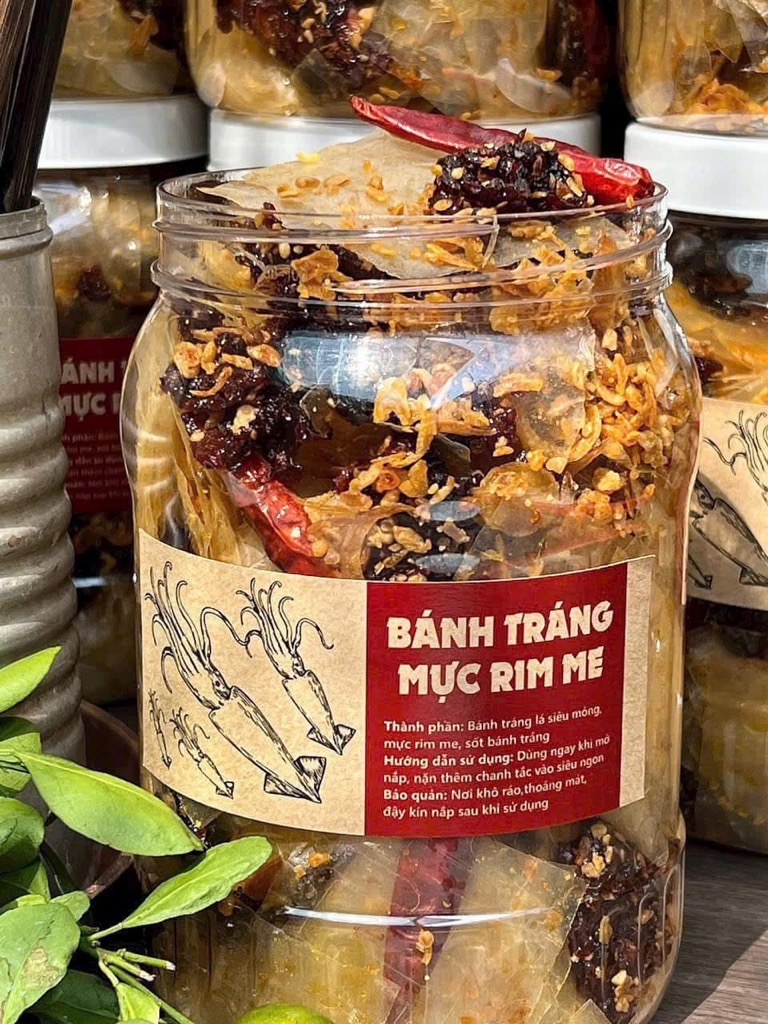 BÁNH TRÁNG
MỰC RIM ME
Thành phần: Bánh tráng lá siêu mỏng,
mực rim me, sốt bánh tráng
Hướng dẫn sử dụng: Dùng ngay khi mở
nắp, nặn thêm chanh tắc vào siêu ngon
Bảo quản: Nơi khô ráo,thoáng mát,
đậy kín nắp sau khi sử dụng
BÁNH
MỰC